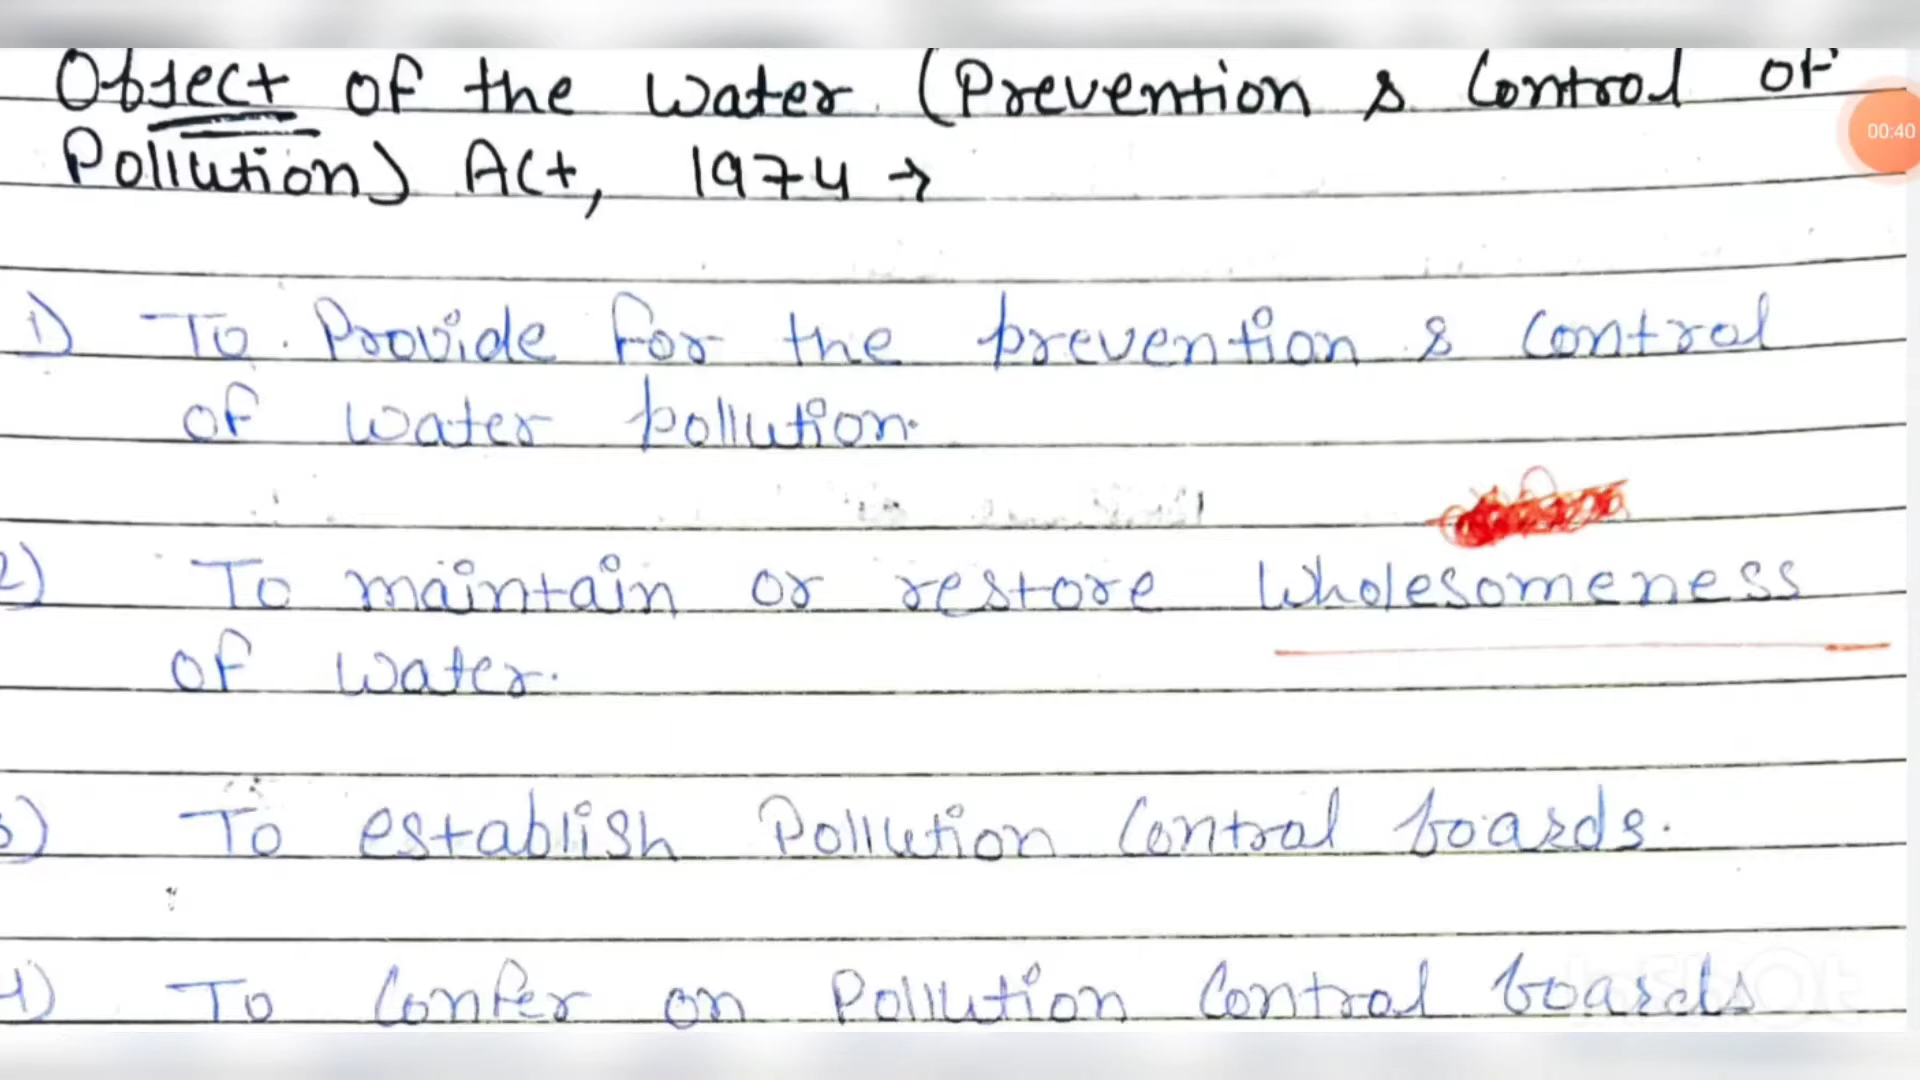 Object of the Water (Prevention & Control of
Pollution) Act, 1974 →
00:40
1) To Provide for the prevention & control
of water pollution.
2) To maintain or restore Wholesomeness
of water.
3) To establish Pollution Control boards.
4) To Confer on Pollution Control boards